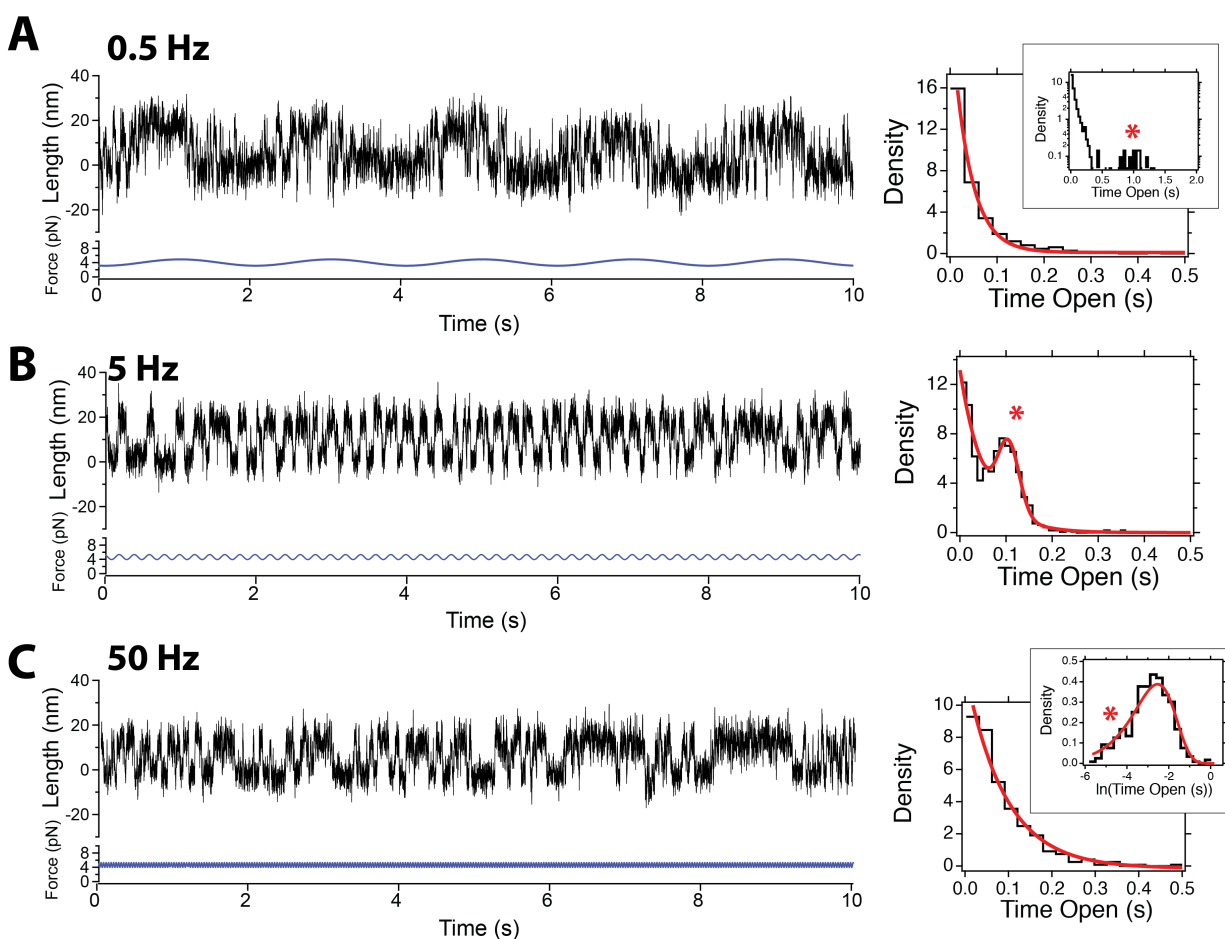 A
0.5 Hz
40
20
0
-20
Length (nm)
8
4
0
Force (pN)
0 2 4 6 8 10
Time (s)
16
12
8
4
0
Density
0.0 0.1 0.2 0.3 0.4 0.5
Time Open (s)
10
4
2
1
4
2
0.1
Density
*
0.0 0.5 1.0 1.5 2.0
Time Open (s)
B
5 Hz
40
20
0
-20
Length (nm)
8
4
0
Force (pN)
0 2 4 6 8 10
Time (s)
12
8
4
0
Density
*
0.0 0.1 0.2 0.3 0.4 0.5
Time Open (s)
C
50 Hz
40
20
0
-20
Length (nm)
8
4
0
Force (pN)
0 2 4 6 8 10
Time (s)
10
8
6
4
2
0
Density
0.0 0.1 0.2 0.3 0.4 0.5
Time Open (s)
0.5
0.4
0.3
0.2
0.1
0.0
Density
*
-6 -4 -2 0
ln(Time Open (s))